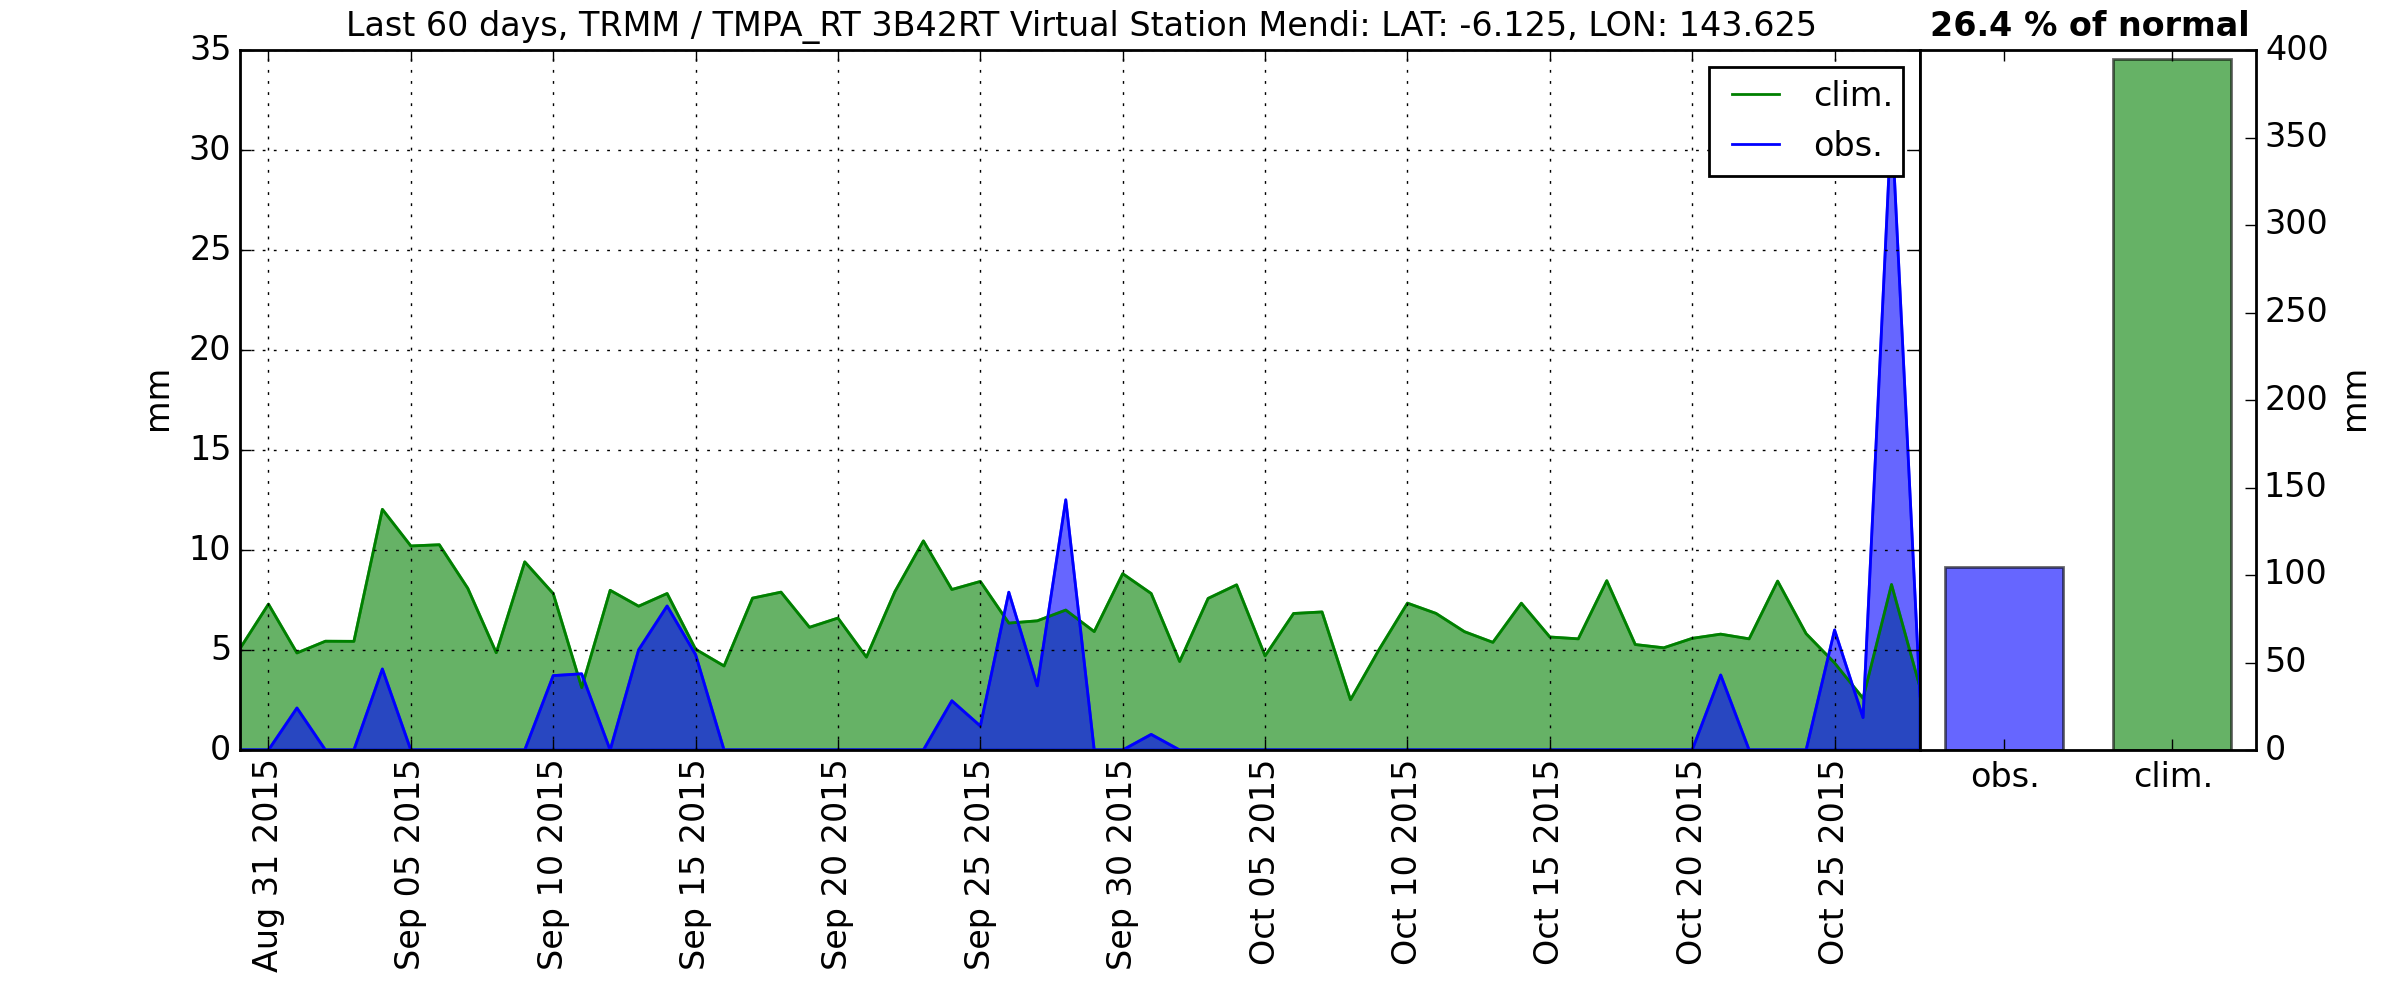 Last 60 days, TRMM / TMPA_RT 3B42RT Virtual Station Mendi: LAT: -6.125, LON: 143.625
26.4 % of normal
35
30
25
20
15
10
5
0
mm
clim.
obs.
Aug 31 2015
Sep 05 2015
Sep 10 2015
Sep 15 2015
Sep 20 2015
Sep 25 2015
Sep 30 2015
Oct 05 2015
Oct 10 2015
Oct 15 2015
Oct 20 2015
Oct 25 2015
400
350
300
250
200
150
100
50
0
mm
obs.
clim.